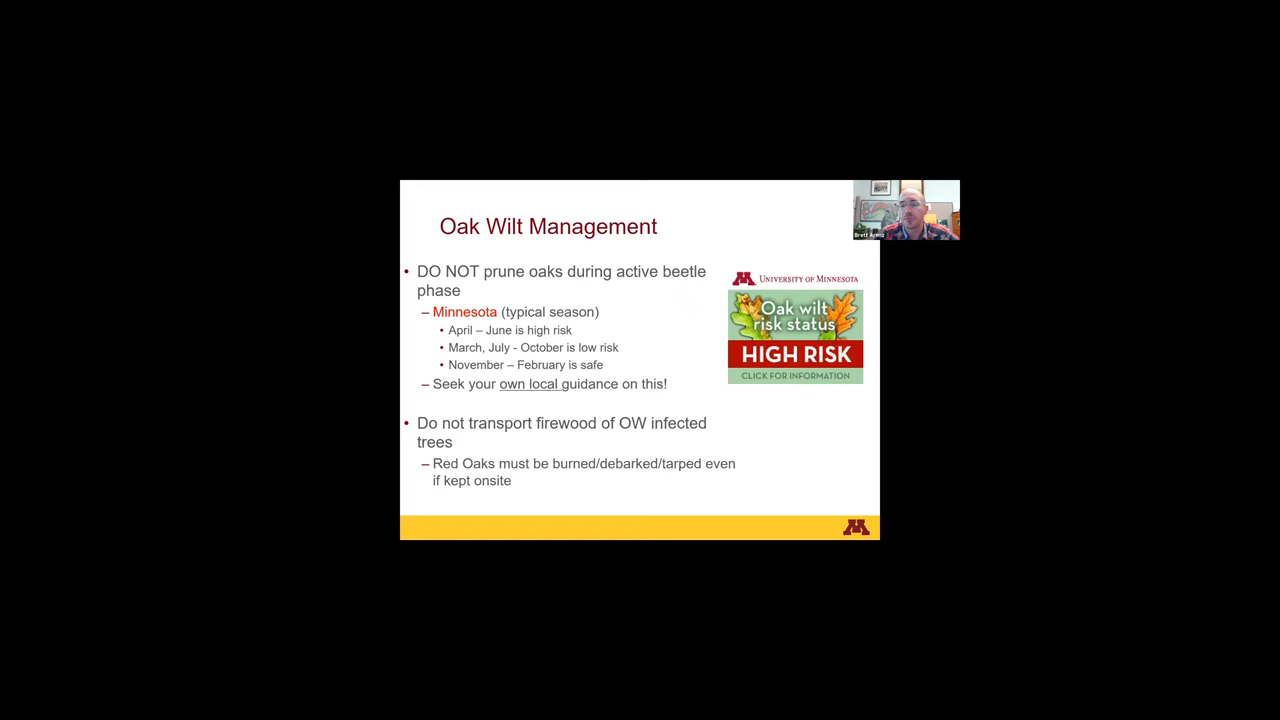 Oak Wilt Management
• DO NOT prune oaks during active beetle
phase
– Minnesota (typical season)
• April – June is high risk
• March, July - October is low risk
• November – February is safe
– Seek your own local guidance on this!
• Do not transport firewood of OW infected
trees
– Red Oaks must be burned/debarked/tarped even
if kept onsite
UNIVERSITY OF MINNESOTA
Oak wilt
risk status
HIGH RISK
CLICK FOR INFORMATION
Brett Arenz
M